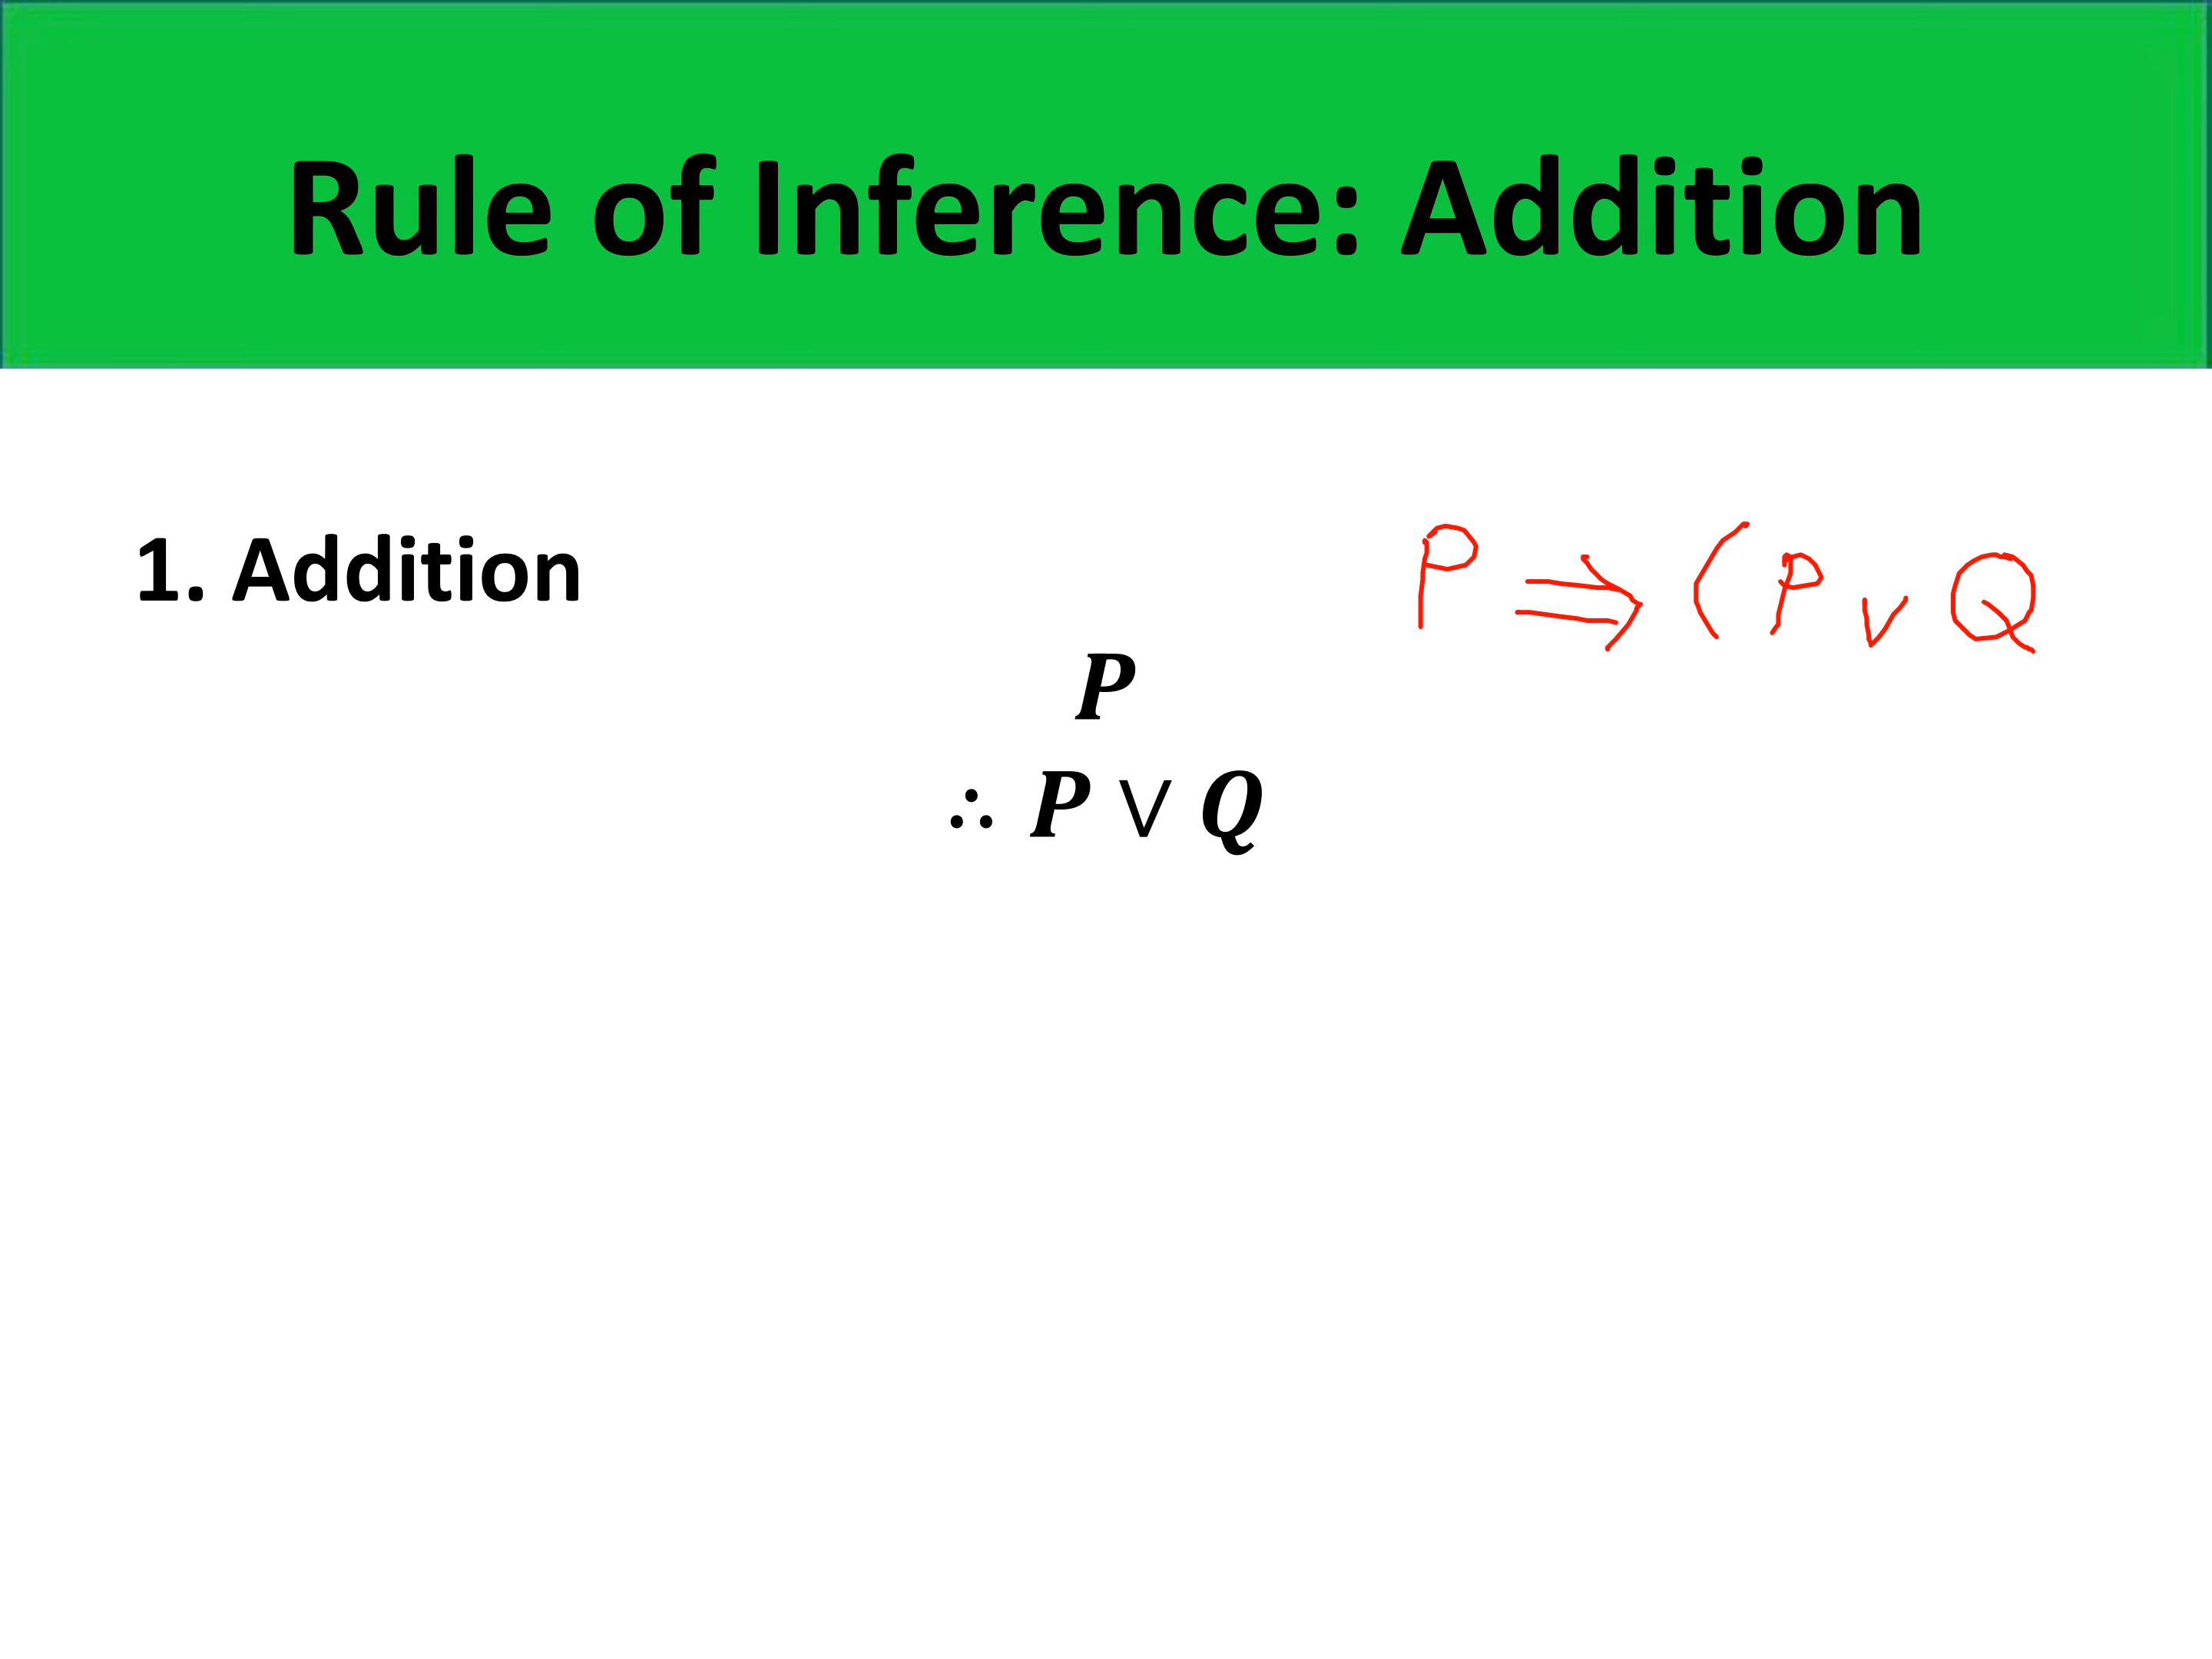 Rule of Inference: Addition
1. Addition
P ⇒ ( P ∨ Q
P
∴ P ∨ Q